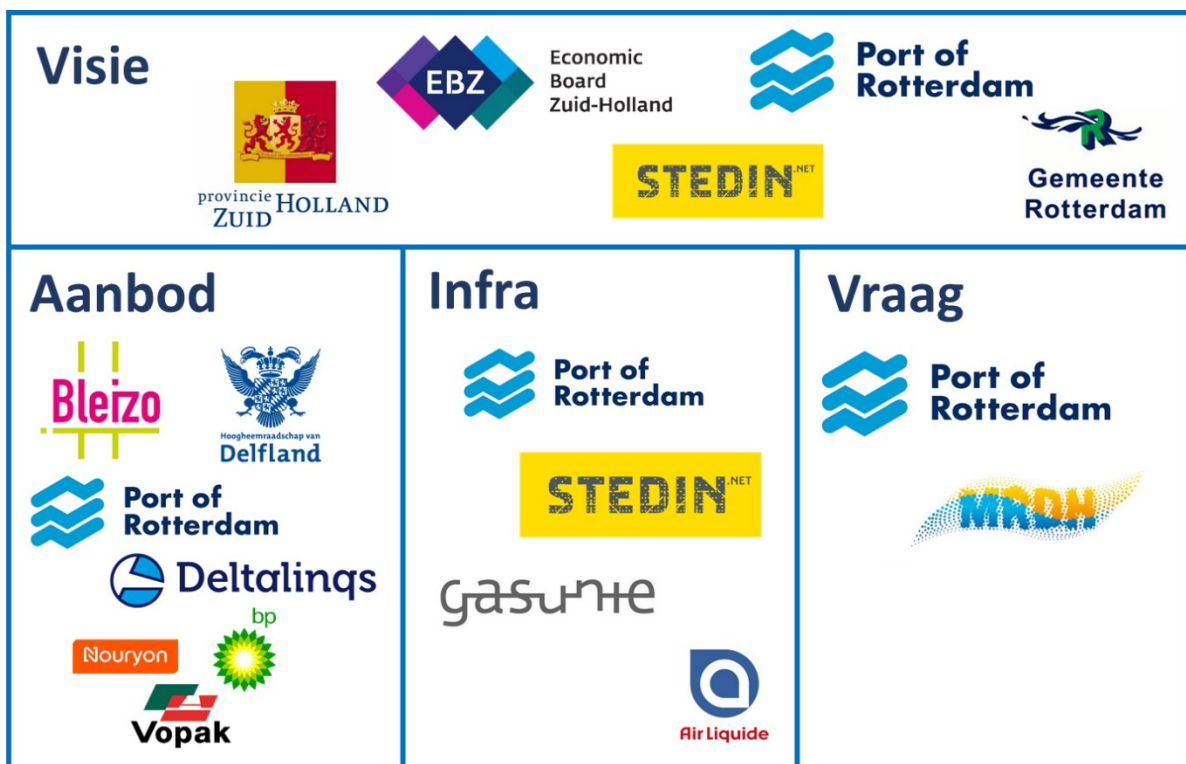 Visie
EBZ
Economic
Board
Zuid-Holland
Port of
Rotterdam
provincie
ZUID HOLLAND
STEDIN.NET
R
Gemeente
Rotterdam
Aanbod
Bleizo
Hoogheemraadschap van
Delfland
Port of
Rotterdam
Deltalinqs
bp
Nouryon
Vopak
Infra
Port of
Rotterdam
STEDIN.NET
gasunie
Air Liquide
Vraag
Port of
Rotterdam
MRDH